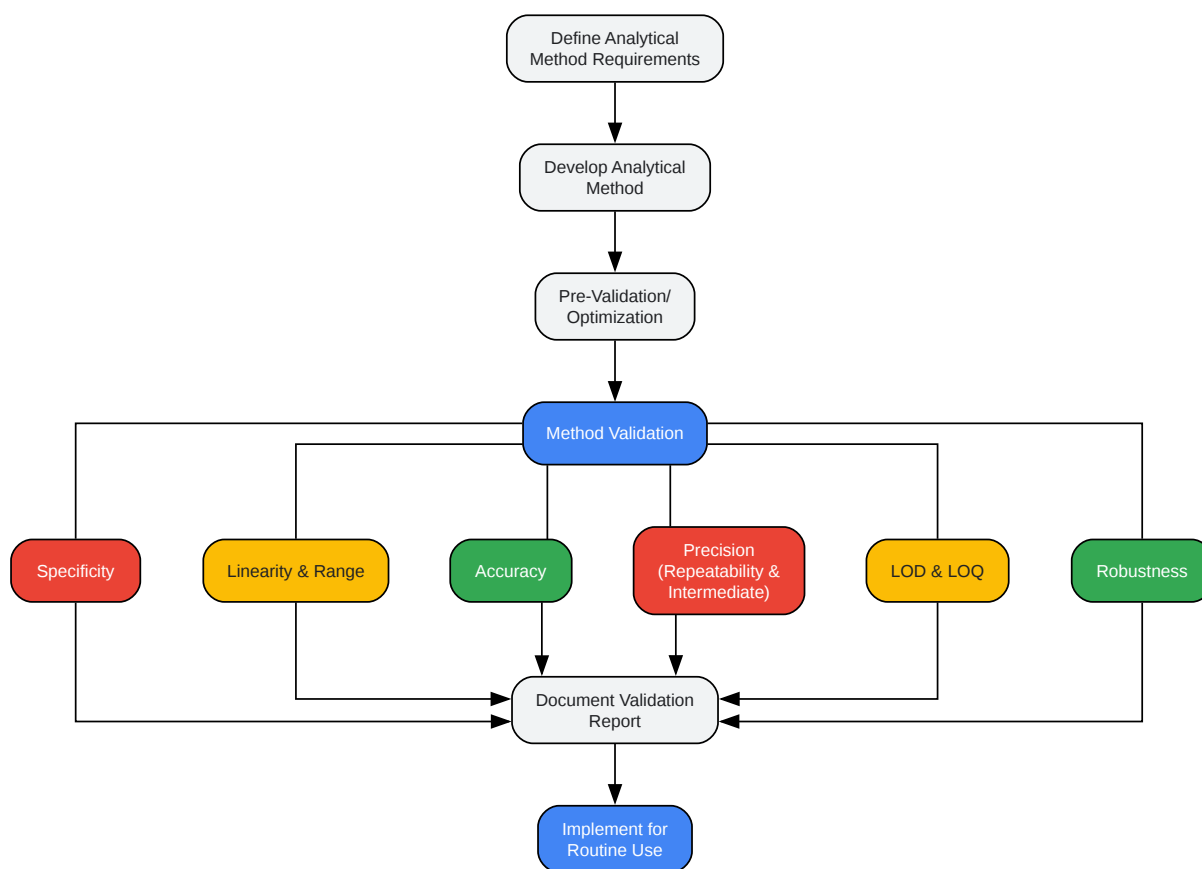 Define Analytical
Method Requirements
Develop Analytical
Method
Pre-Validation/
Optimization
Method Validation
Specificity
Linearity & Range
Accuracy
Precision
(Repeatability &
Intermediate)
LOD & LOQ
Robustness
Document Validation
Report
Implement for
Routine Use